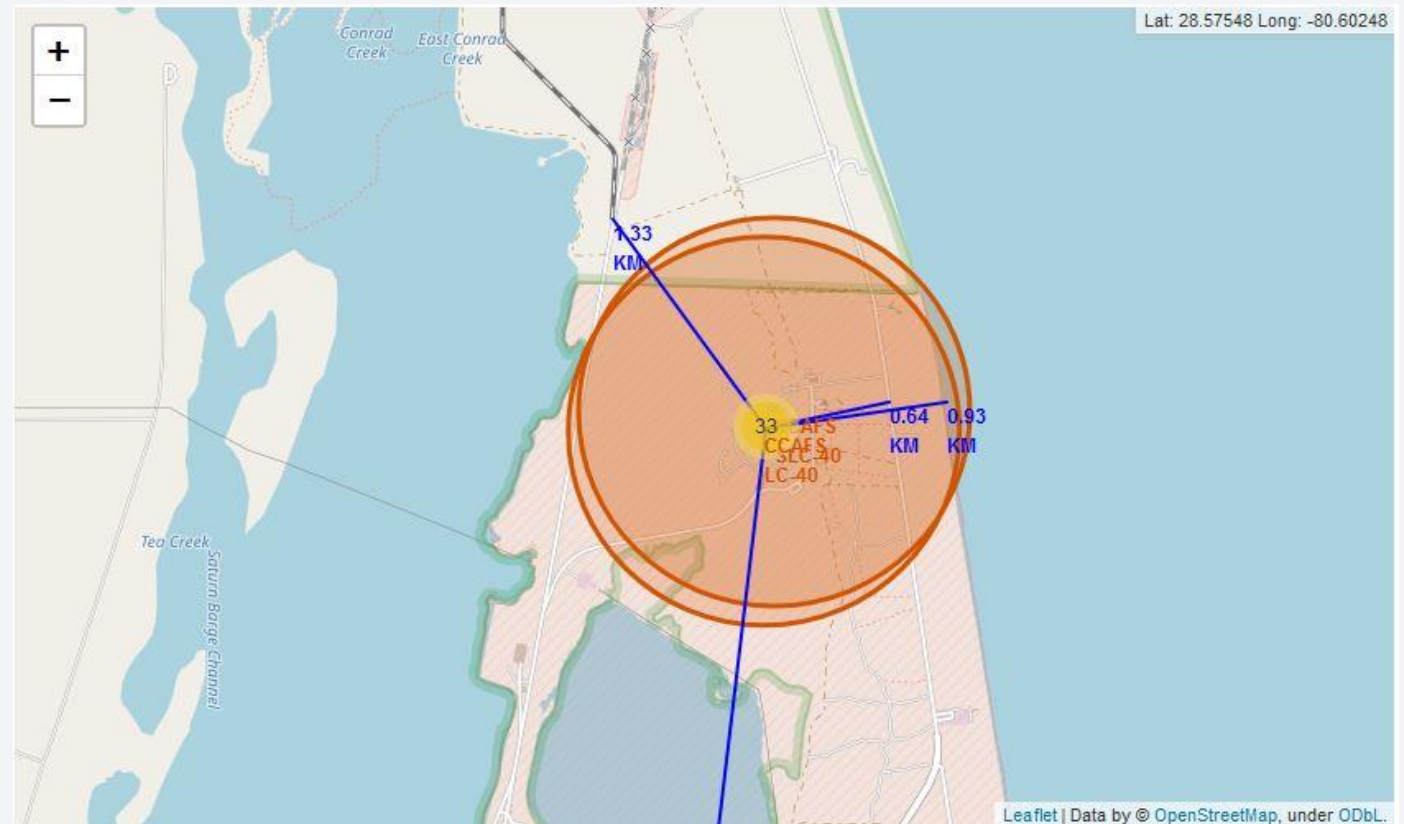 Lat: 28.57548 Long: -80.60248
+
−
Conrad
Creek
East Conrad
Creek
1.33
KM
33
AFS
CCAFS
SLC-40
LC-40
0.64
KM
0.93
KM
Tea Creek
Saturn Barge Channel
Leaflet | Data by © OpenStreetMap, under ODbL.